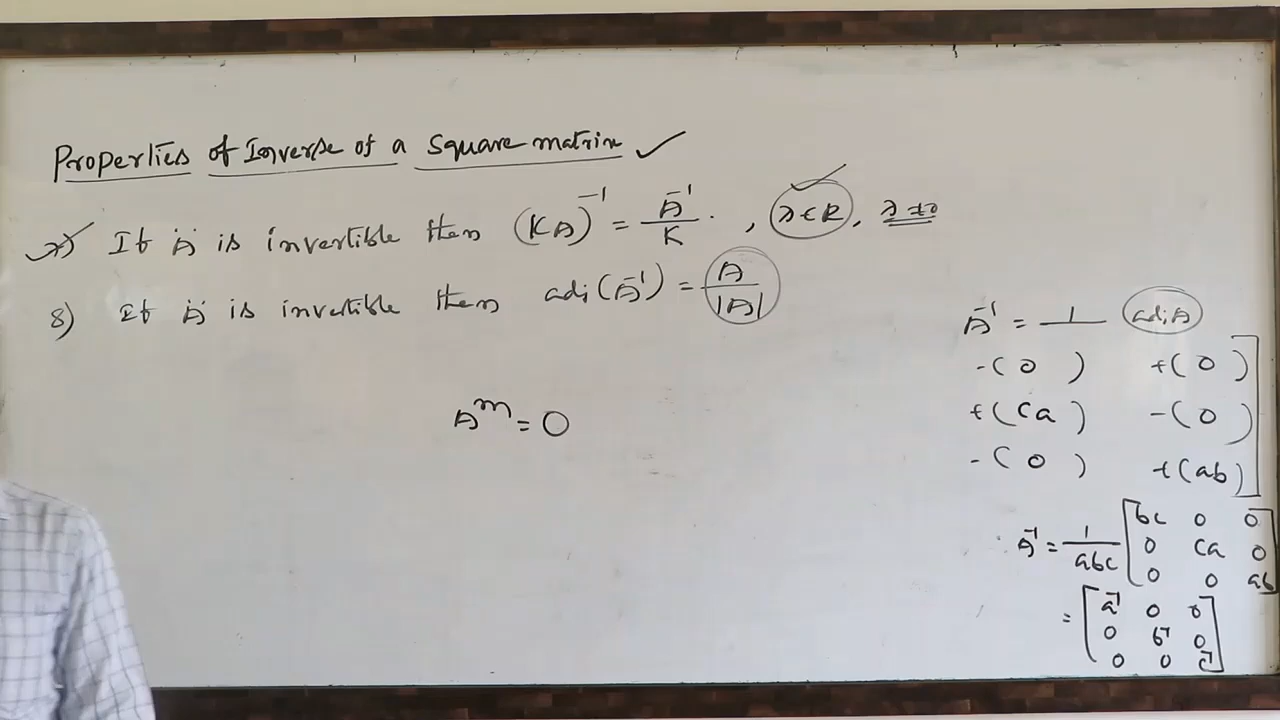 Properties of Inverse of a Square matrix ✓
7) If A is invertible then (KA)⁻¹ = A⁻¹/K . , λ∈R, λ≠0
8) If A is invertible then adj(A⁻¹) = A/|A|
A^m = O
A⁻¹ = 1/ adjA
-( 0 ) +( 0 )
+( ca ) -( 0 )
-( 0 ) +(ab)
∴ A⁻¹ = 1/abc [ bc 0 0
0 ca 0
0 0 ab ]
= [ a⁻¹ 0 0
0 b⁻¹ 0
0 0 c⁻¹ ]